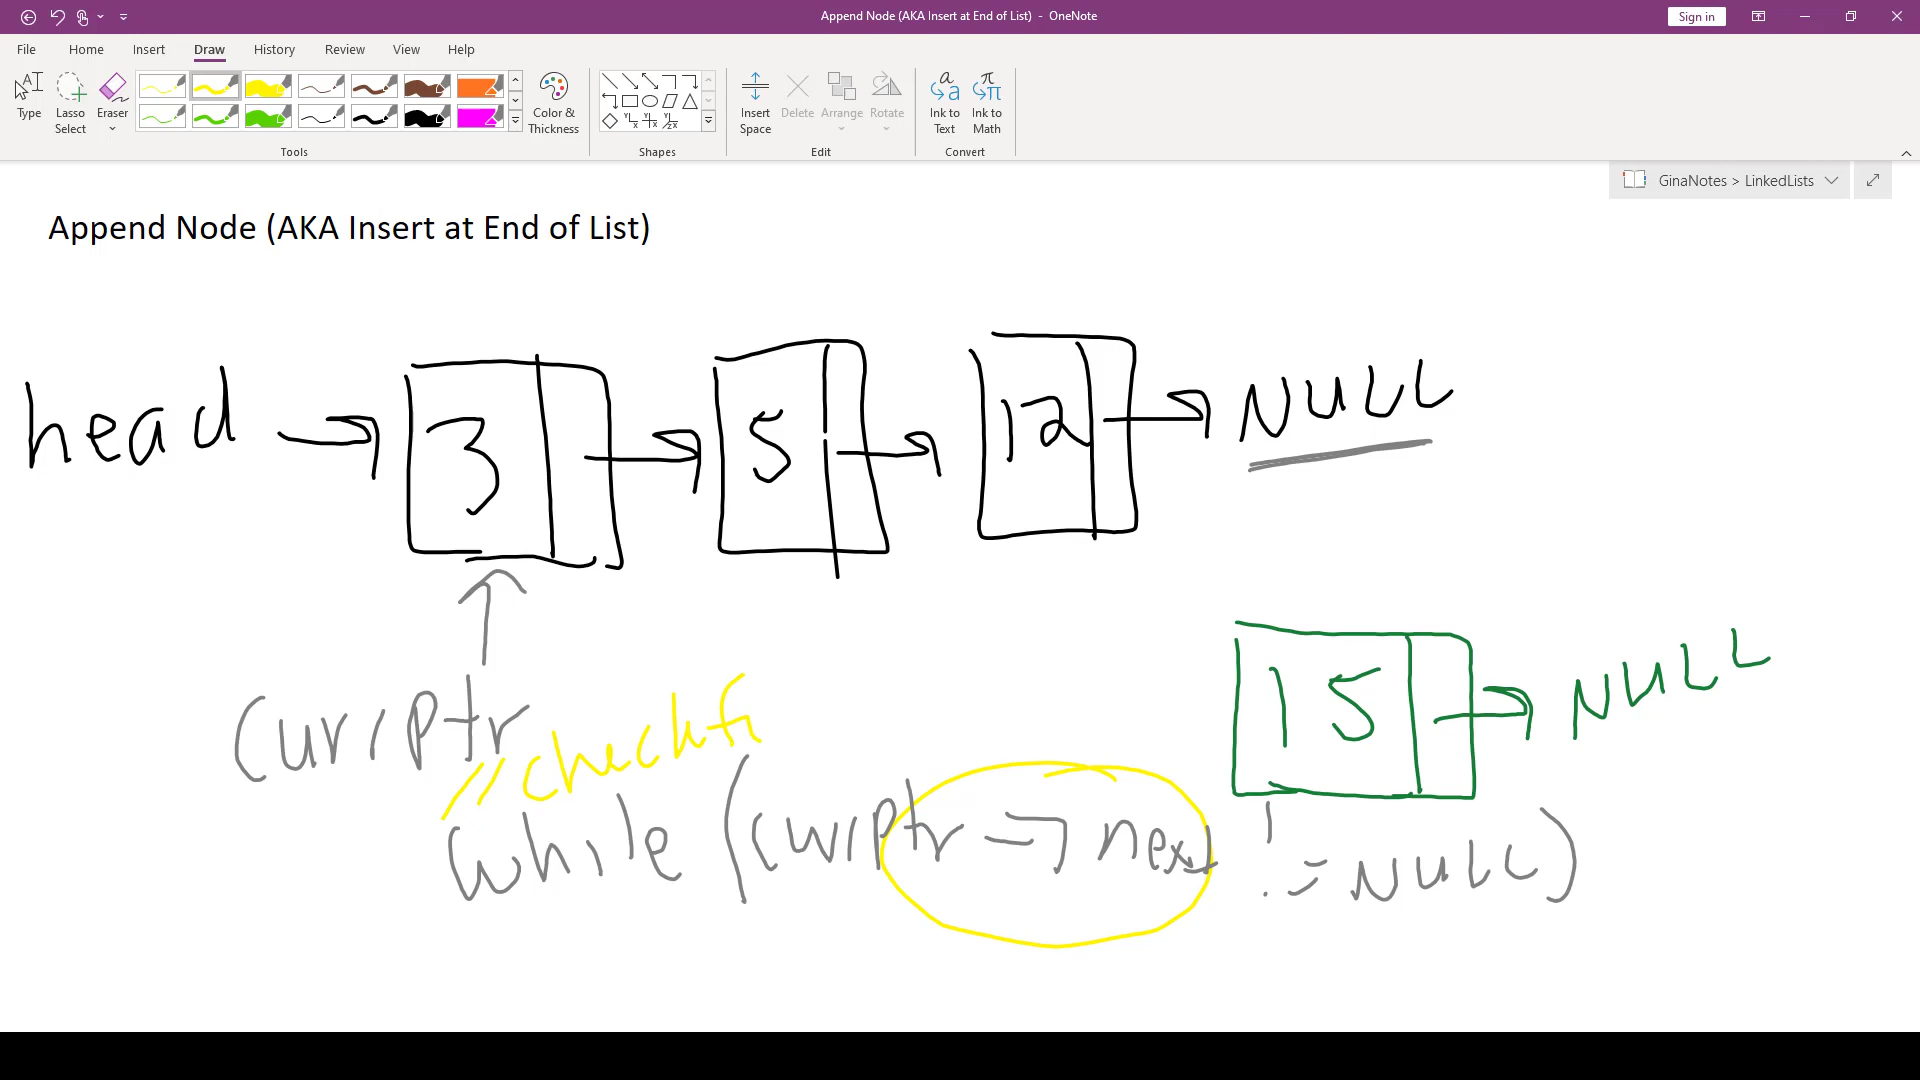 Append Node (AKA Insert at End of List) - OneNote
Sign in
File Home Insert Draw History Review View Help
Type
Lasso Select
Eraser
Color & Thickness
Insert Space
Delete
Arrange
Rotate
a
a
Ink to Text
π
π
Ink to Math
Tools
Shapes
Edit
Convert
GinaNotes > LinkedLists
Append Node (AKA Insert at End of List)
head 3 5 12 NULL
15 NULL
curptr
// check
while (curptr → next != NULL)